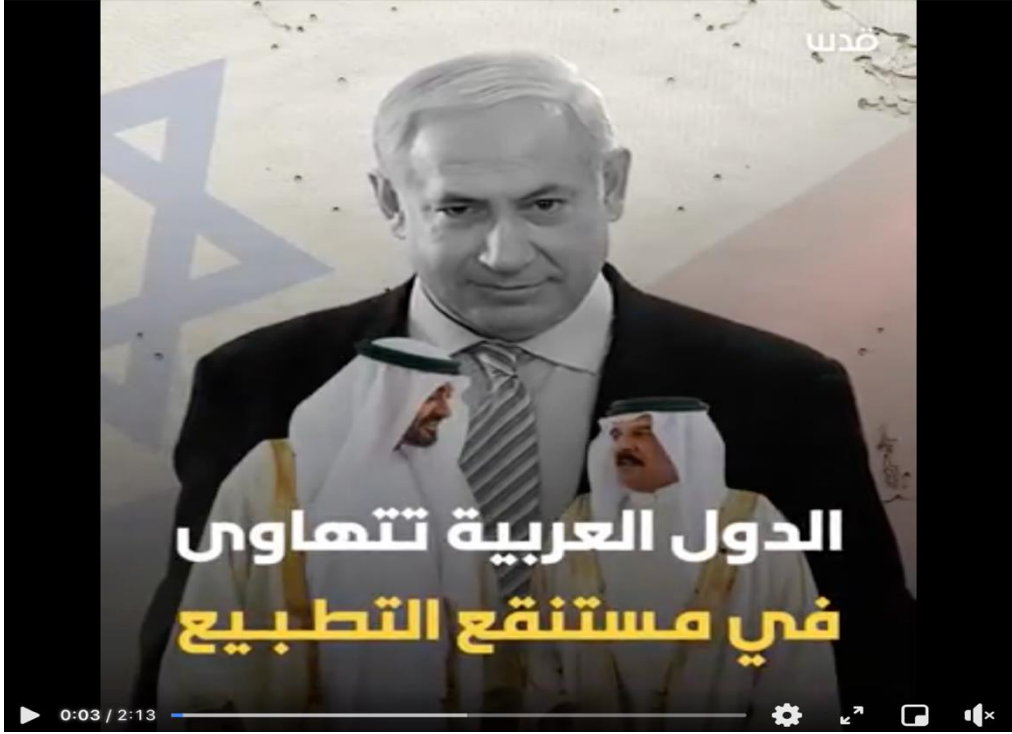 قدس
الدول العربية تتهاوى
في مستنقع التطبيع
0:03 / 2:13